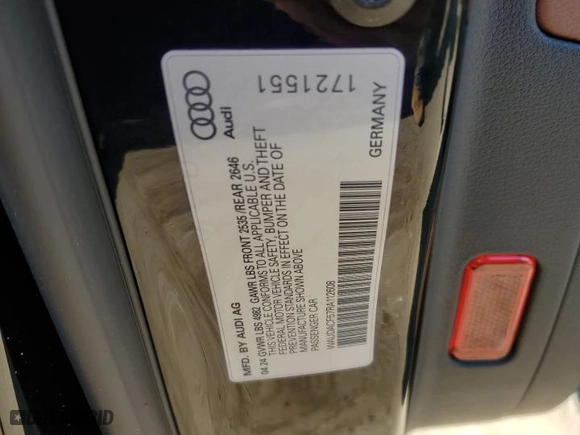 Audi
1721551
MFD. BY AUDI AG
04.24 GVWR LBS 4982 GAWR LBS FRONT 2535 /REAR 2646
THIS VEHICLE CONFORMS TO ALL APPLICABLE U.S.
FEDERAL MOTOR VEHICLE SAFETY, BUMPER AND THEFT
PREVENTION STANDARDS IN EFFECT ON THE DATE OF
MANUFACTURE SHOWN ABOVE
PASSENGER CAR
GERMANY
WAUDACF57RA112608